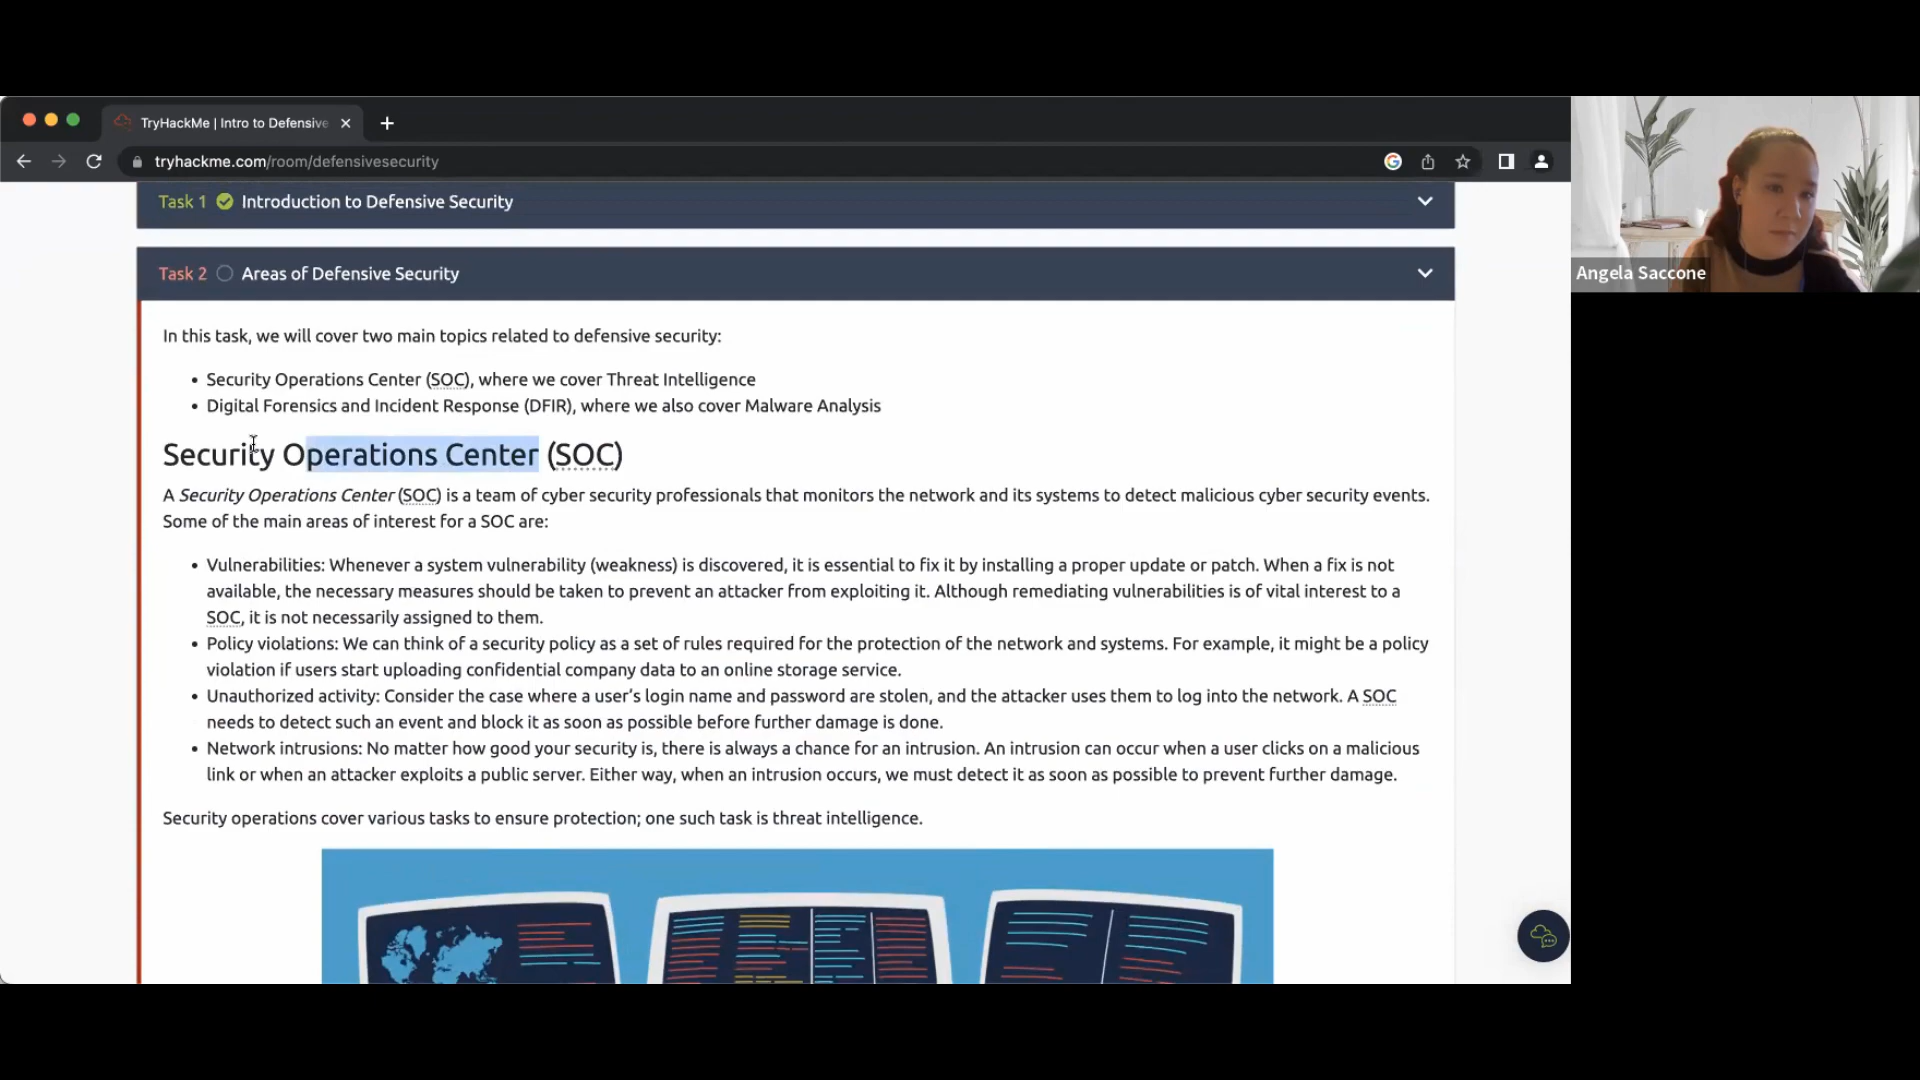 TryHackMe | Intro to Defensive
tryhackme.com/room/defensivesecurity
Task 1 Introduction to Defensive Security
Task 2 Areas of Defensive Security
In this task, we will cover two main topics related to defensive security:
• Security Operations Center (SOC), where we cover Threat Intelligence
• Digital Forensics and Incident Response (DFIR), where we also cover Malware Analysis
Security Operations Center (SOC)
A Security Operations Center (SOC) is a team of cyber security professionals that monitors the network and its systems to detect malicious cyber security events.
Some of the main areas of interest for a SOC are:
• Vulnerabilities: Whenever a system vulnerability (weakness) is discovered, it is essential to fix it by installing a proper update or patch. When a fix is not
available, the necessary measures should be taken to prevent an attacker from exploiting it. Although remediating vulnerabilities is of vital interest to a
SOC, it is not necessarily assigned to them.
• Policy violations: We can think of a security policy as a set of rules required for the protection of the network and systems. For example, it might be a policy
violation if users start uploading confidential company data to an online storage service.
• Unauthorized activity: Consider the case where a user's login name and password are stolen, and the attacker uses them to log into the network. A SOC
needs to detect such an event and block it as soon as possible before further damage is done.
• Network intrusions: No matter how good your security is, there is always a chance for an intrusion. An intrusion can occur when a user clicks on a malicious
link or when an attacker exploits a public server. Either way, when an intrusion occurs, we must detect it as soon as possible to prevent further damage.
Security operations cover various tasks to ensure protection; one such task is threat intelligence.
Angela Saccone